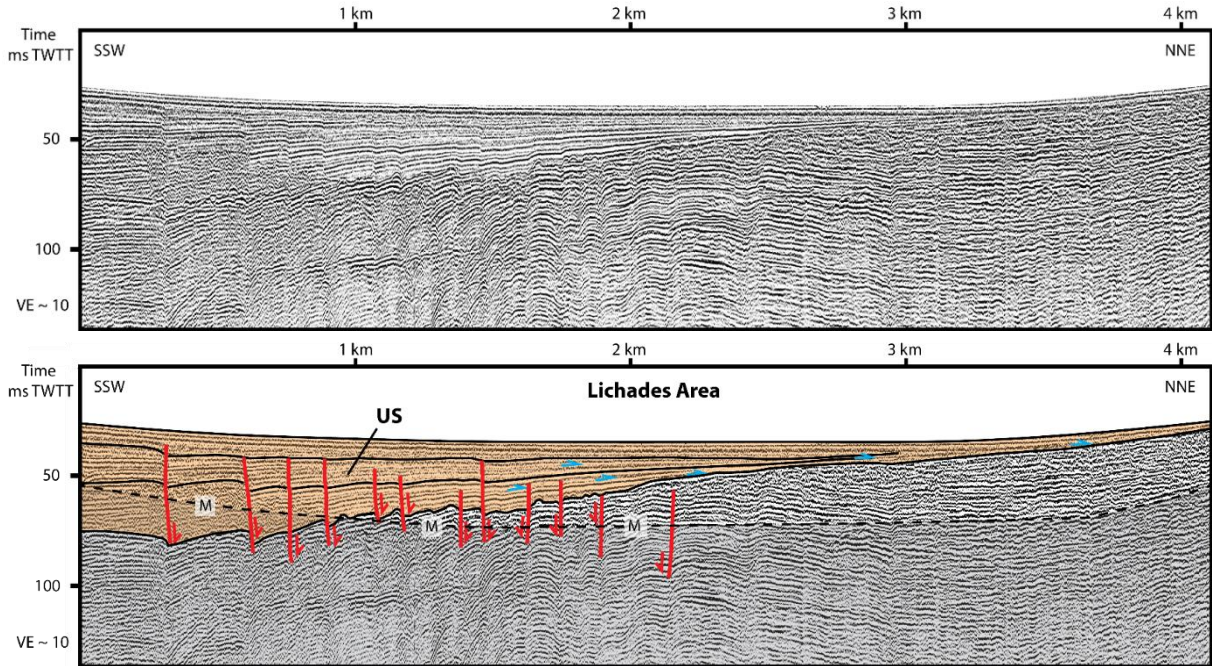 1 km 2 km 3 km 4 km
Time
ms TWTT
SSW NNE
50
100
VE ~ 10
1 km 2 km 3 km 4 km
Time
ms TWTT
SSW Lichades Area NNE
US
50
M
M M
100
VE ~ 10